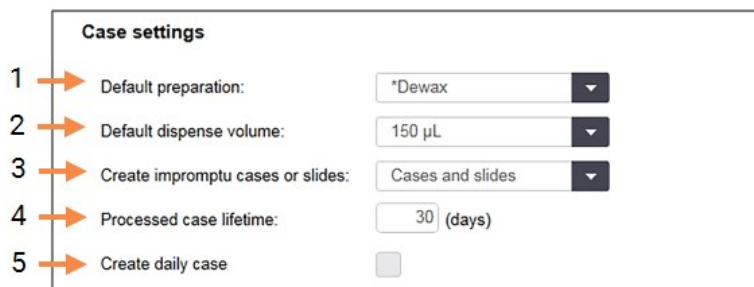 Case settings
1 Default preparation: *Dewax
2 Default dispense volume: 150 µL
3 Create impromptu cases or slides: Cases and slides
4 Processed case lifetime: 30 (days)
5 Create daily case